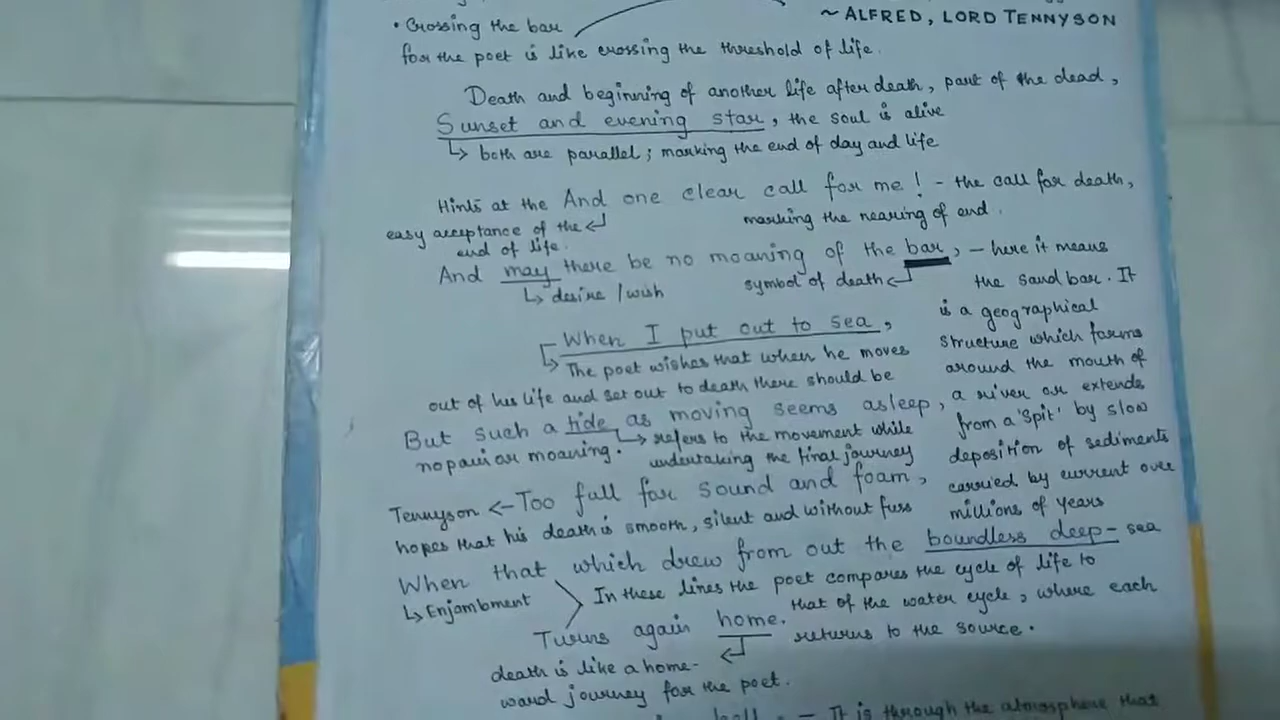 • Crossing the bar
~ ALFRED, LORD TENNYSON
for the poet is like crossing the threshold of life.
Death and beginning of another life after death, part of the dead,
Sunset and evening star, the soul is alive
↳ both are parallel; marking the end of day and life
Hints at the And one clear call for me! - the call for death,
easy acceptance of the ↲ marking the nearing of end.
end of life.
And may there be no moaning of the bar, – here it means
↳ desire / wish symbol of death ↲ the sand bar. It
is a geographical
When I put out to sea, structure which forms
↳ The poet wishes that when he moves around the mouth of
out of his life and set out to death there should be a river or extends
But such a tide as moving seems asleep, from a 'spit' by slow
no pain or moaning. ↳ refers to the movement while deposition of sediments
undertaking the final journey carried by current over
Tennyson <- Too full for sound and foam, millions of years
hopes that his death is smooth, silent and without fuss
When that which drew from out the boundless deep - sea
↳ Enjambment In these lines the poet compares the cycle of life to
that of the water cycle, where each
Turns again home. returns to the source.
death is like a home-
ward journey for the poet.
– It is through the atmosphere that